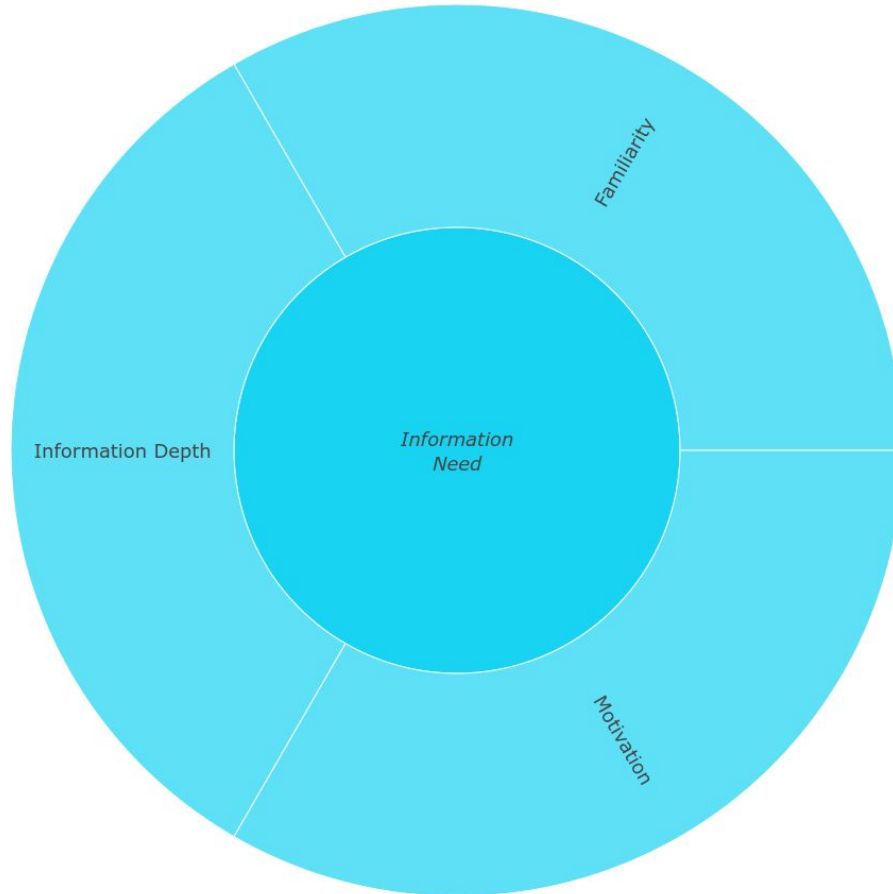 Familiarity
Information Depth
Information
Need
Motivation